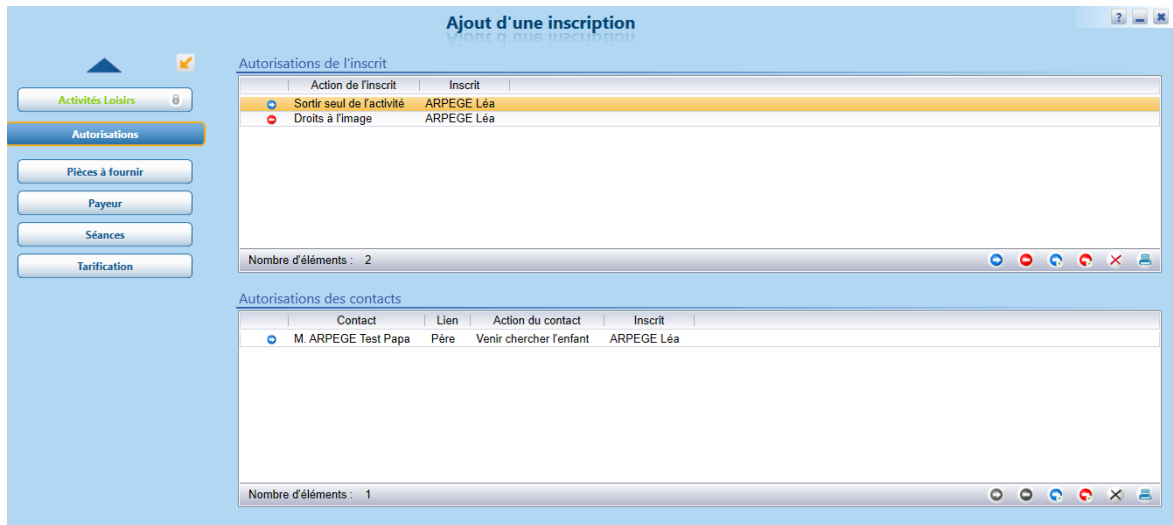 Ajout d'une inscription
?
Activités Loisirs
Autorisations
Pièces à fournir
Payeur
Séances
Tarification
Autorisations de l'inscrit
Action de l'inscrit Inscrit
Sortir seul de l'activité ARPEGE Léa
Droits à l'image ARPEGE Léa
Nombre d'éléments : 2
Autorisations des contacts
Contact Lien Action du contact Inscrit
M. ARPEGE Test Papa Père Venir chercher l'enfant ARPEGE Léa
Nombre d'éléments : 1